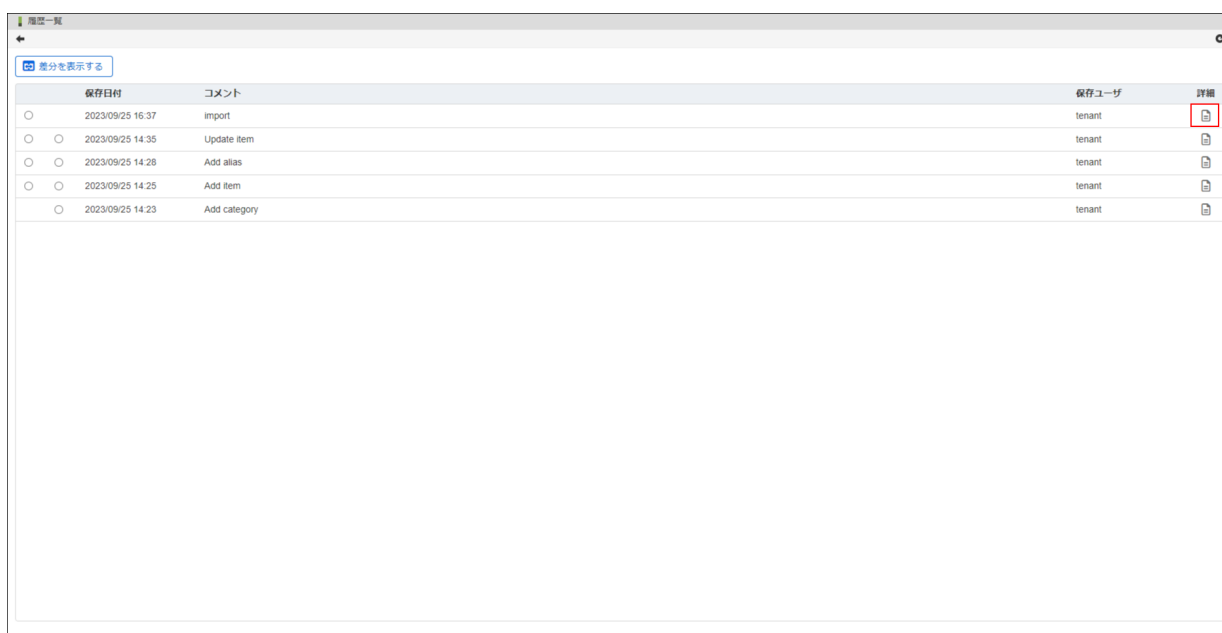 履歴一覧
差分を表示する
保存日付 コメント 保存ユーザ 詳細
2023/09/25 16:37 import tenant
2023/09/25 14:35 Update item tenant
2023/09/25 14:28 Add alias tenant
2023/09/25 14:25 Add item tenant
2023/09/25 14:23 Add category tenant